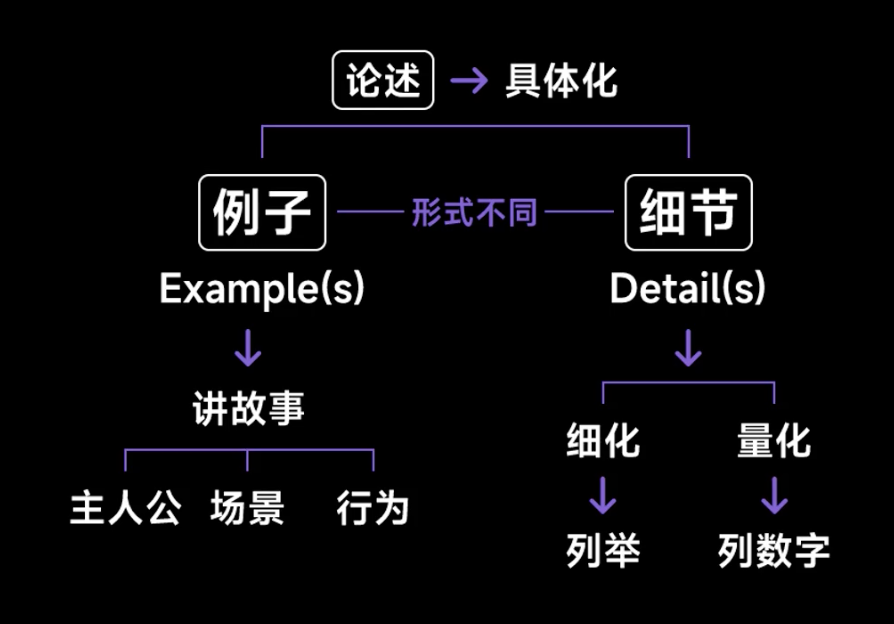 论述 → 具体化
例子 形式不同 细节
Example(s) Detail(s)
讲故事
细化 量化
主人公 场景 行为
列举 列数字